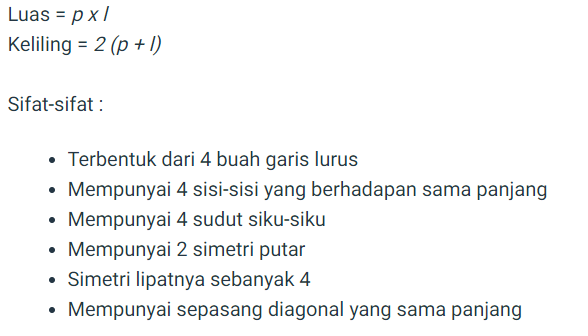 Luas = p x l
Keliling = 2 (p + l)
Sifat-sifat :
• Terbentuk dari 4 buah garis lurus
• Mempunyai 4 sisi-sisi yang berhadapan sama panjang
• Mempunyai 4 sudut siku-siku
• Mempunyai 2 simetri putar
• Simetri lipatnya sebanyak 4
• Mempunyai sepasang diagonal yang sama panjang